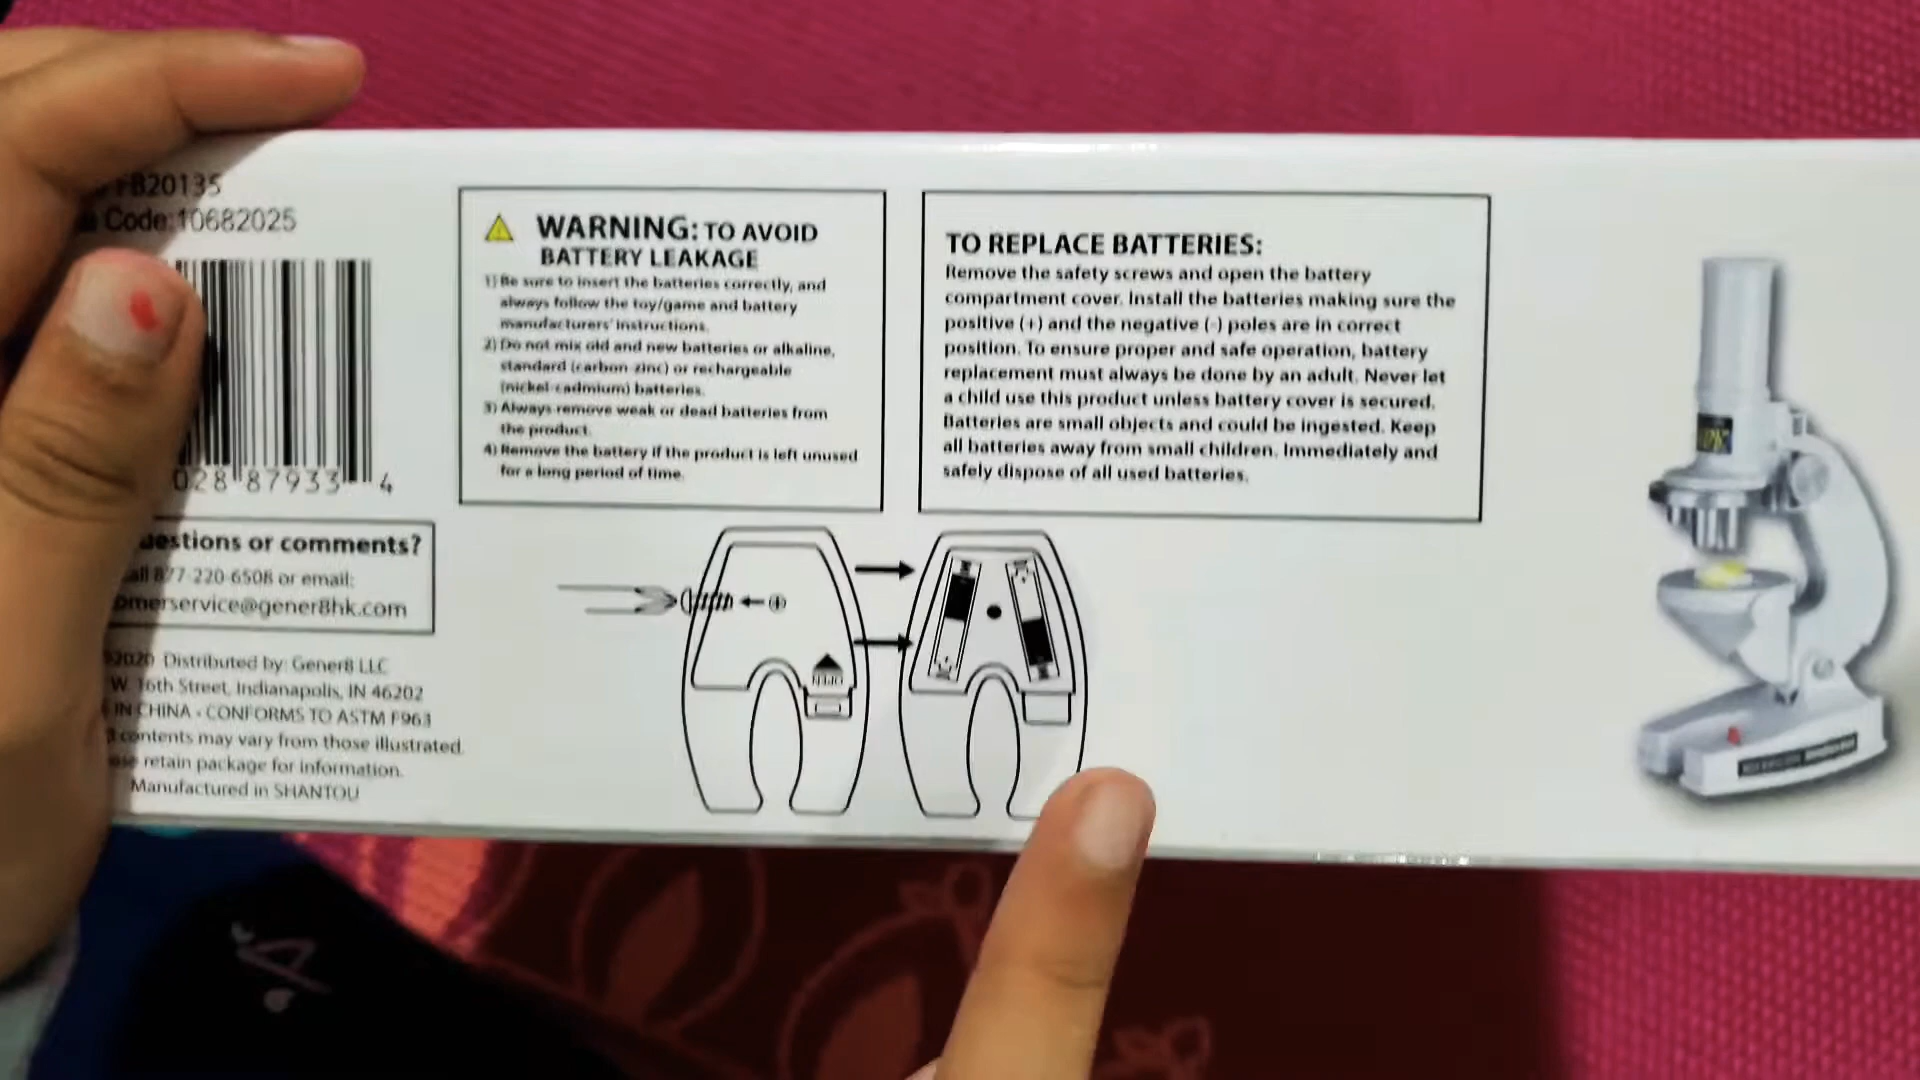 FB20135
Code:10682025
028 87933 4
estions or comments?
all 877-220-6508 or email:
omerservice@gener8hk.com
2020 Distributed by: Gener8 LLC
W. 16th Street, Indianapolis, IN 46202
IN CHINA - CONFORMS TO ASTM F963
contents may vary from those illustrated.
retain package for information.
Manufactured in SHANTOU
WARNING: TO AVOID
BATTERY LEAKAGE
1) Be sure to insert the batteries correctly, and
always follow the toy/game and battery
manufacturers' instructions.
2) Do not mix old and new batteries or alkaline,
standard (carbon-zinc) or rechargeable
(nickel-cadmium) batteries.
3) Always remove weak or dead batteries from
the product.
4) Remove the battery if the product is left unused
for a long period of time.
TO REPLACE BATTERIES:
Remove the safety screws and open the battery
compartment cover. Install the batteries making sure the
positive (+) and the negative (-) poles are in correct
position. To ensure proper and safe operation, battery
replacement must always be done by an adult. Never let
a child use this product unless battery cover is secured.
Batteries are small objects and could be ingested. Keep
all batteries away from small children. Immediately and
safely dispose of all used batteries.
OPEN